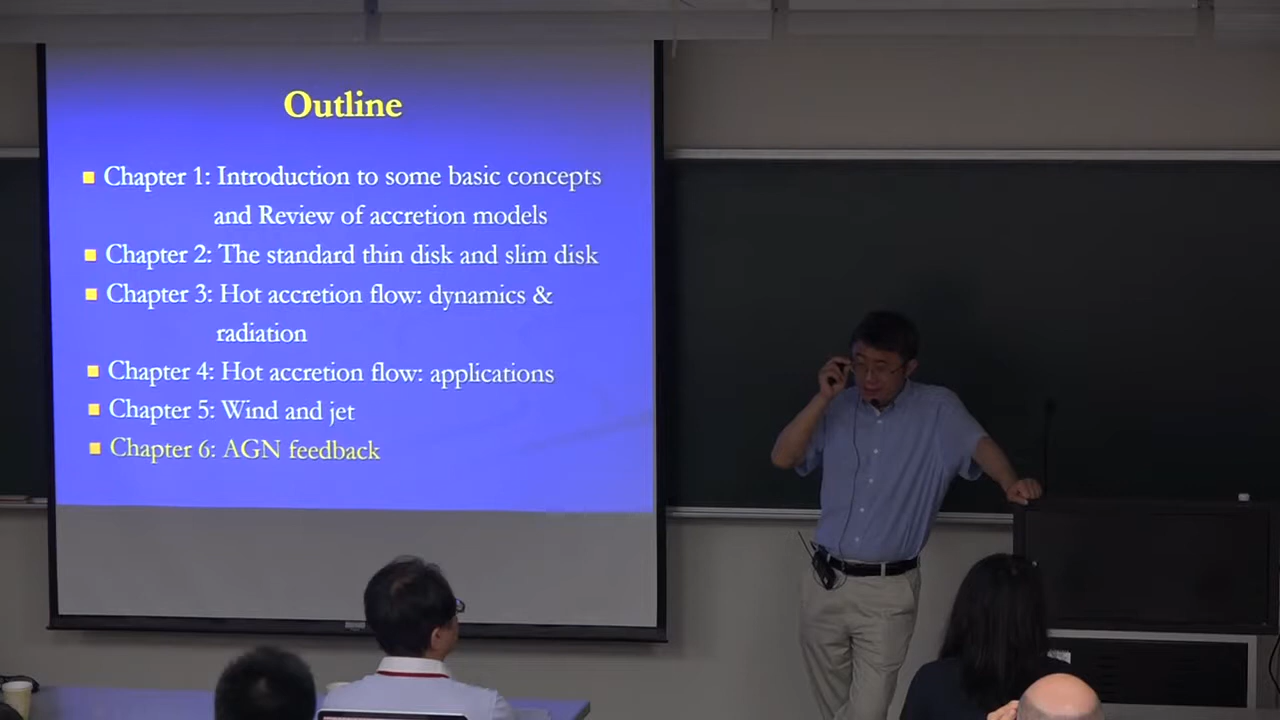 Outline
Chapter 1: Introduction to some basic concepts
and Review of accretion models
Chapter 2: The standard thin disk and slim disk
Chapter 3: Hot accretion flow: dynamics &
radiation
Chapter 4: Hot accretion flow: applications
Chapter 5: Wind and jet
Chapter 6: AGN feedback